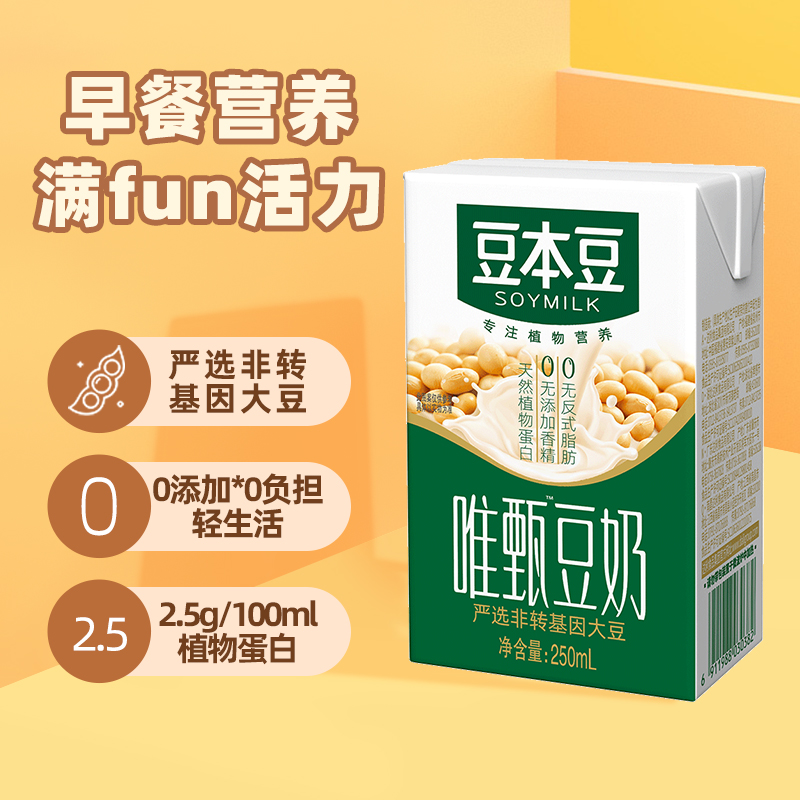 早餐营养
满fun活力
严选非转
基因大豆
0
0添加*0负担
轻生活
2.5
2.5g/100ml
植物蛋白
豆本豆
SOYMILK
专注植物营养
天然植物蛋白
0无添加香精
0无反式脂肪
唯甄豆奶
TM
严选非转基因大豆
净含量:250mL
6 911988 030382